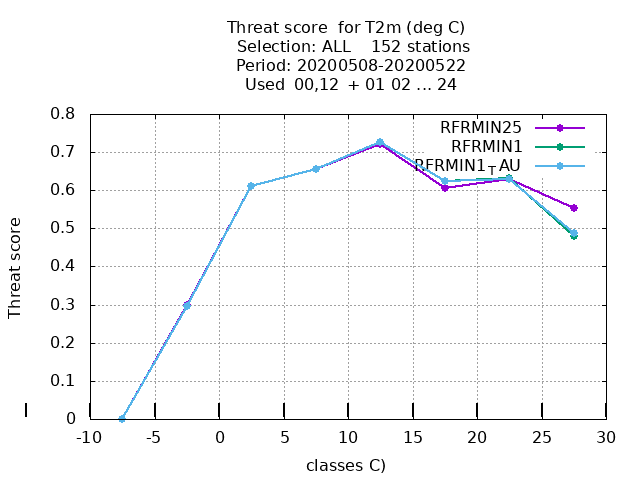 Threat score  for T2m (deg C)
Selection: ALL    152 stations
Period: 20200508-20200522
Used  00,12  + 01 02 ... 24
RFRMIN25
RFRMIN1
RFRMIN1_TAU
Threat score
0.8
0.7
0.6
0.5
0.4
0.3
0.2
0.1
0
-10 -5 0 5 10 15 20 25 30
classes C)